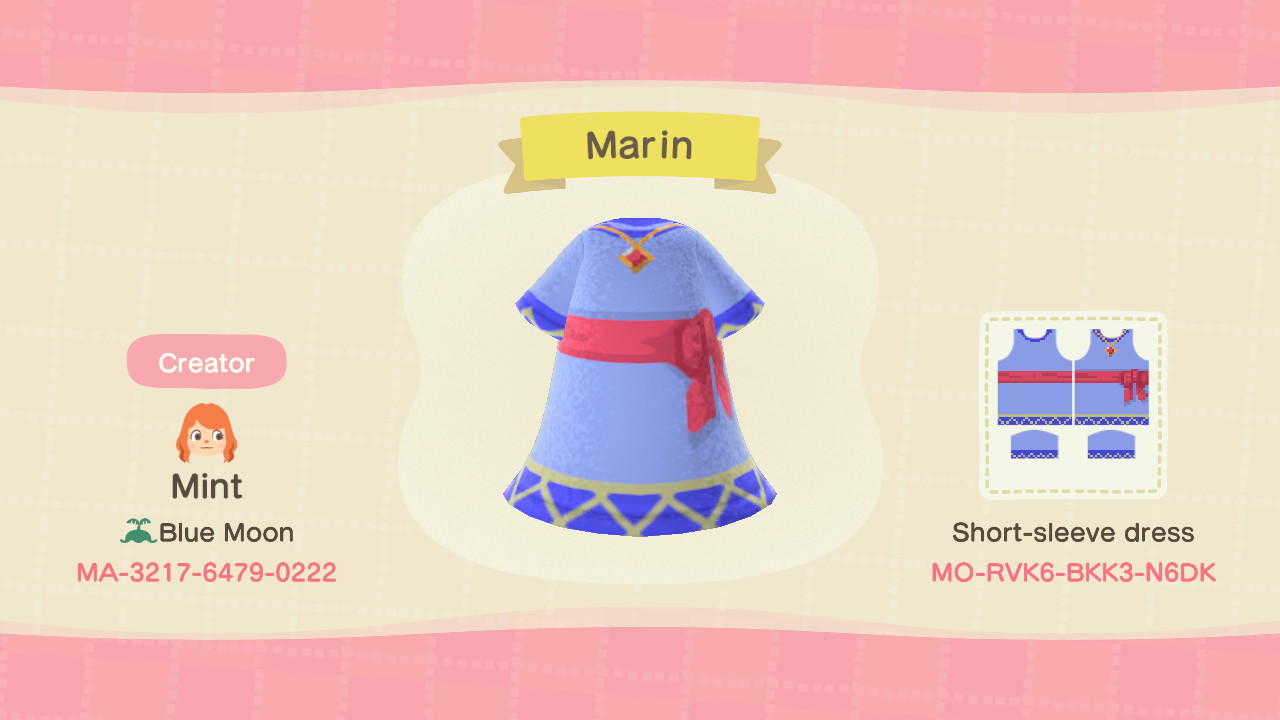 Marin
Creator
Mint
Blue Moon
MA-3217-6479-0222
Short-sleeve dress
MO-RVK6-BKK3-N6DK